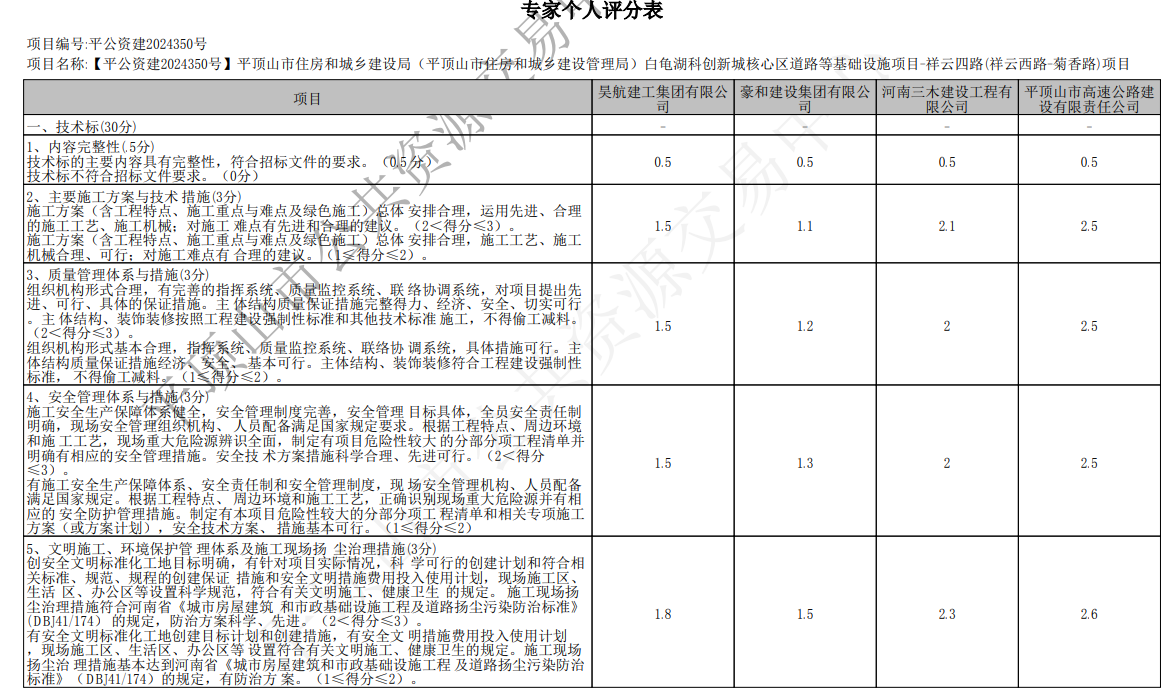 专家个人评分表
项目编号:平公资建2024350号
项目名称:【平公资建2024350号】平顶山市住房和城乡建设局（平顶山市住房和城乡建设管理局）白龟湖科创新城核心区道路等基础设施项目-祥云四路(祥云西路-菊香路)项目
项目
昊航建工集团有限公
司
豪和建设集团有限公
司
河南三木建设工程有
限公司
平顶山市高速公路建
设有限责任公司
一、技术标(30分)
-
-
-
-
1、内容完整性(.5分)
技术标的主要内容具有完整性，符合招标文件的要求。（0.5分）
技术标不符合招标文件要求。（0分）
0.5
0.5
0.5
0.5
2、主要施工方案与技术 措施(3分)
施工方案（含工程特点、施工重点与难点及绿色施工）总体 安排合理，运用先进、合理
的施工工艺、施工机械；对施工 难点有先进和合理的建议。（2＜得分≤3）。
施工方案（含工程特点、施工重点与难点及绿色施工）总体 安排合理，施工工艺、施工
机械合理、可行；对施工难点有 合理的建议。（1≤得分≤2）。
1.5
1.1
2.1
2.5
3、质量管理体系与措施(3分)
组织机构形式合理，有完善的指挥系统、质量监控系统、联 络协调系统，对项目提出先
进、可行、具体的保证措施。主 体结构质量保证措施完整得力、经济、安全、切实可行
。主 体结构、装饰装修按照工程建设强制性标准和其他技术标准 施工，不得偷工减料。
（2＜得分≤3）。
组织机构形式基本合理，指挥系统、质量监控系统、联络协 调系统，具体措施可行。主
体结构质量保证措施经济、安全、基本可行。主体结构、装饰装修符合工程建设强制性
标准， 不得偷工减料。（1≤得分≤2）。
1.5
1.2
2
2.5
4、安全管理体系与措施(3分)
施工安全生产保障体系健全，安全管理制度完善，安全管理 目标具体，全员安全责任制
明确，现场安全管理组织机构、 人员配备满足国家规定要求。根据工程特点、周边环境
和施 工工艺，现场重大危险源辨识全面，制定有项目危险性较大 的分部分项工程清单并
明确有相应的安全管理措施。安全技 术方案措施科学合理、先进可行。（2＜得分
≤3）。
有施工安全生产保障体系、安全责任制和安全管理制度，现 场安全管理机构、人员配备
满足国家规定。根据工程特点、 周边环境和施工工艺，正确识别现场重大危险源并有相
应的 安全防护管理措施。制定有本项目危险性较大的分部分项工 程清单和相关专项施工
方案（或方案计划），安全技术方案、 措施基本可行。（1≤得分≤2）
1.5
1.3
2
2.5
5、文明施工、环境保护管 理体系及施工现场扬 尘治理措施(3分)
创安全文明标准化工地目标明确，有针对项目实际情况，科 学可行的创建计划和符合相
关标准、规范、规程的创建保证 措施和安全文明措施费用投入使用计划，现场施工区、
生活 区、办公区等设置科学规范，符合有关文明施工、健康卫生 的规定。 施工现场扬
尘治理措施符合河南省《城市房屋建筑 和市政基础设施工程及道路扬尘污染防治标准》
(DBJ41/174) 的规定，防治方案科学、先进。（2＜得分≤3）。
有安全文明标准化工地创建目标计划和创建措施，有安全文 明措施费用投入使用计划
，现场施工区、生活区、办公区等 设置符合有关文明施工、健康卫生的规定。施工现场
扬尘治 理措施基本达到河南省《城市房屋建筑和市政基础设施工程 及道路扬尘污染防治
标准》（ DBJ41/174）的规定，有防治方 案。（1≤得分≤2）。
1.8
1.5
2.3
2.6
平顶山市公共资源交易中
共资源交易中